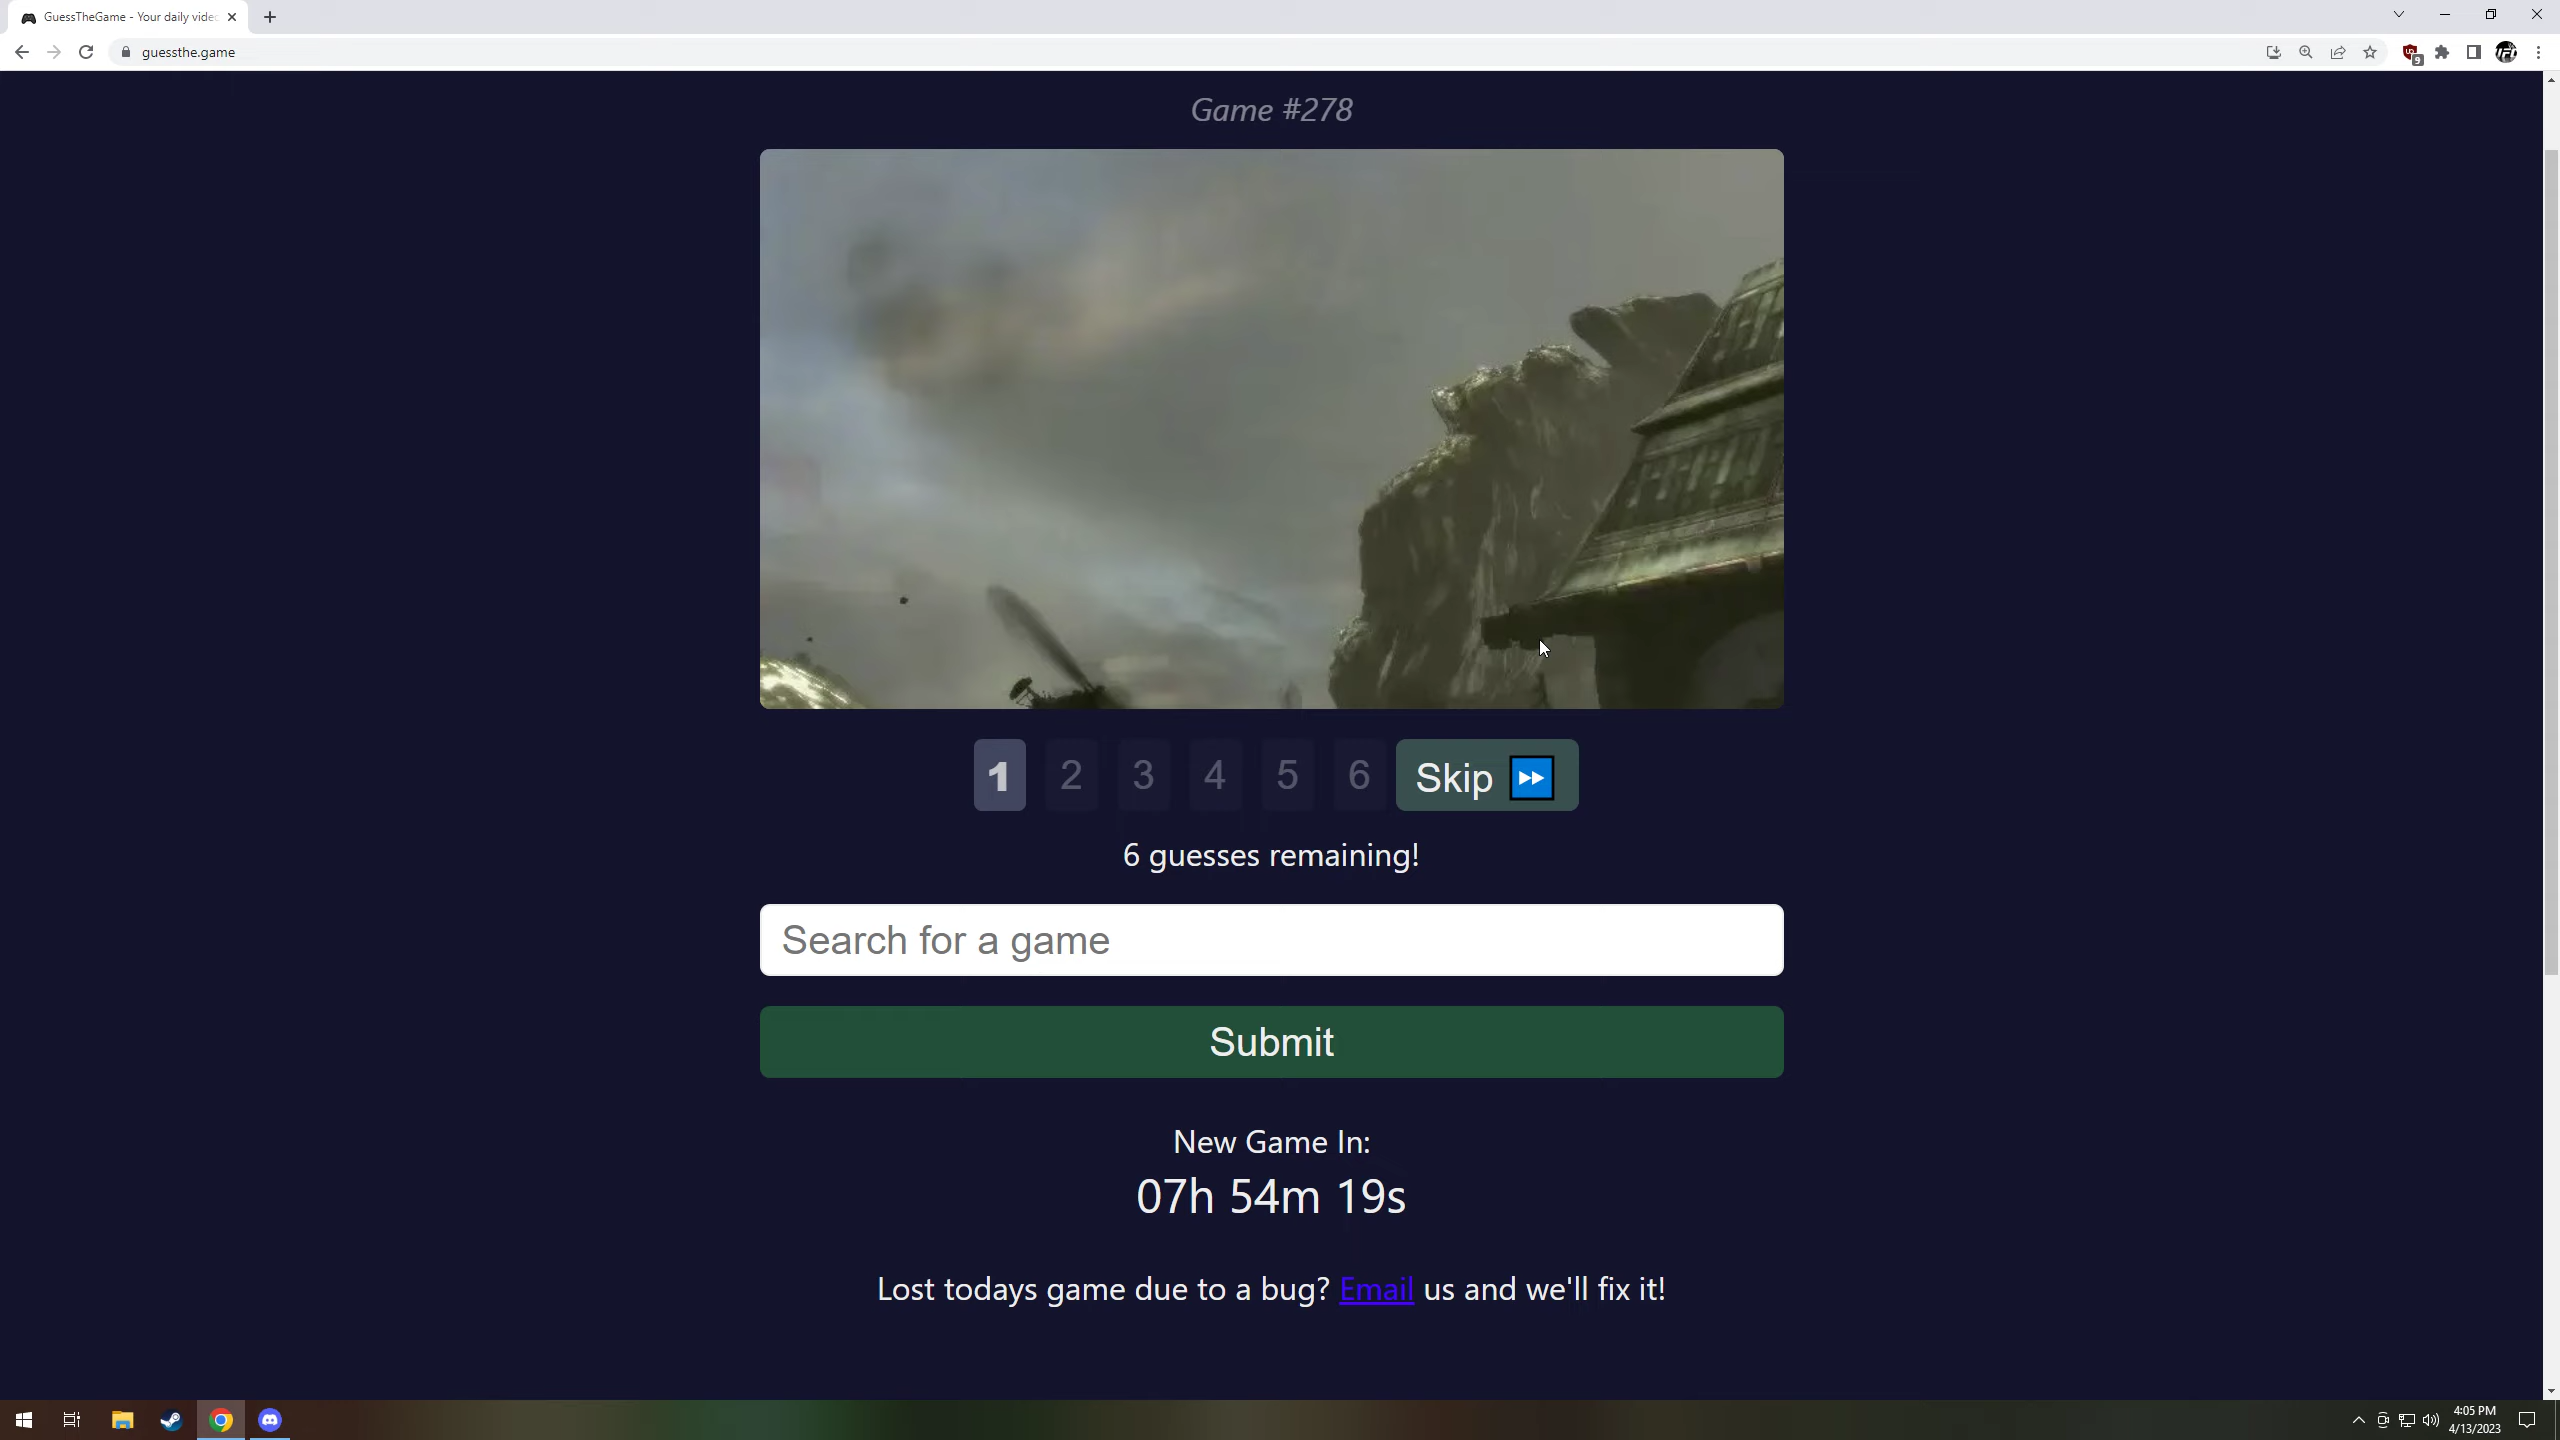 GuessTheGame - Your daily vide
guessthe.game
9
Game #278
1 2 3 4 5 6 Skip
6 guesses remaining!
Search for a game
Submit
New Game In:
07h 54m 19s
Lost todays game due to a bug? Email us and we'll fix it!
4:05 PM
4/13/2023